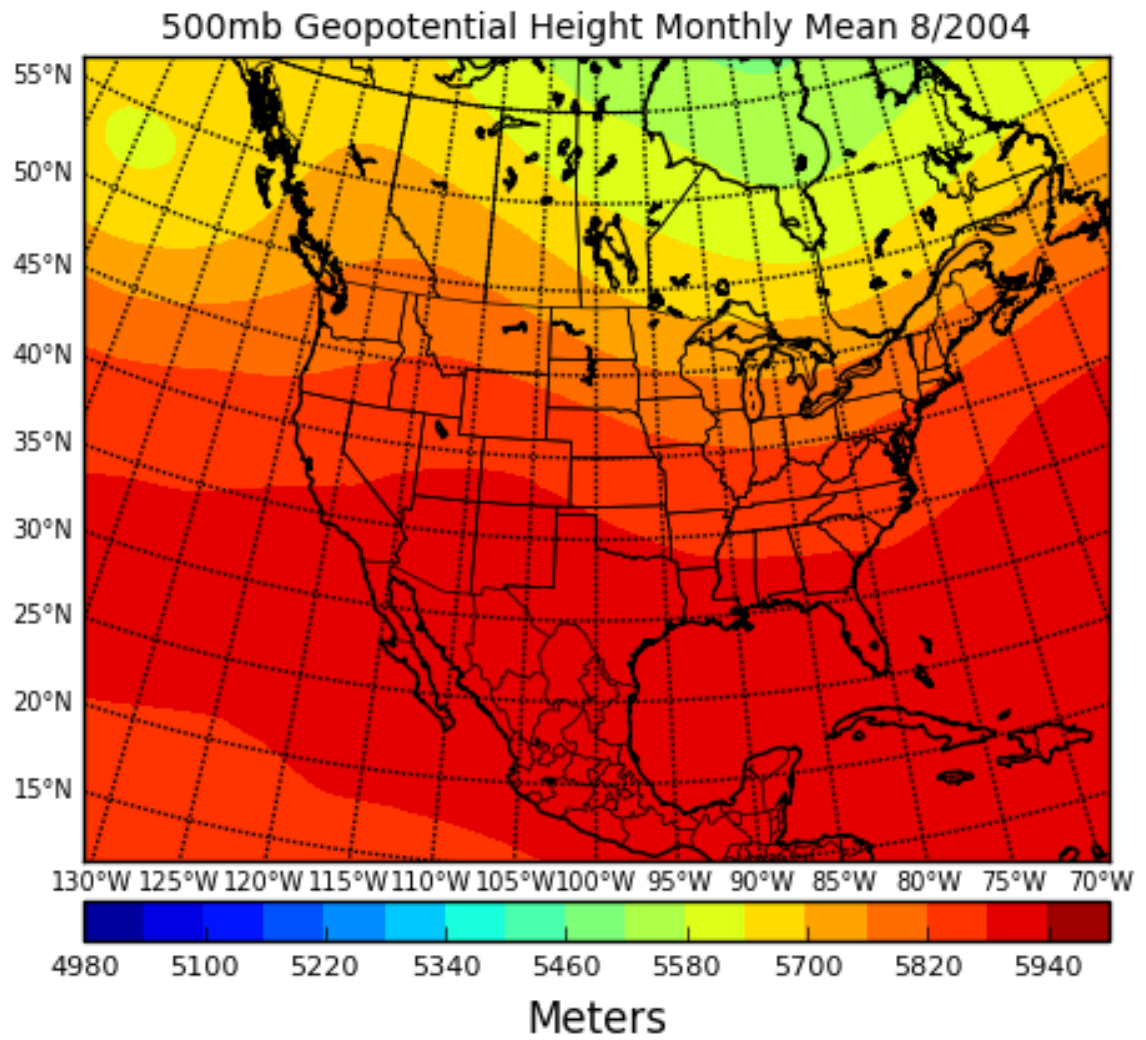 500mb Geopotential Height Monthly Mean 8/2004
55°N
50°N
45°N
40°N
35°N
30°N
25°N
20°N
15°N
130°W 125°W 120°W 115°W 110°W 105°W 100°W 95°W 90°W 85°W 80°W 75°W 70°W
4980 5100 5220 5340 5460 5580 5700 5820 5940
Meters